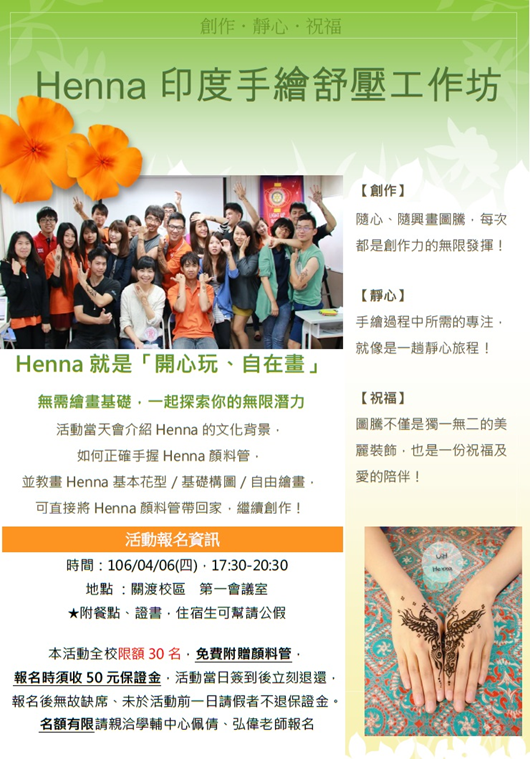 創作・靜心・祝福
Henna 印度手繪舒壓工作坊
Henna 就是「開心玩、自在畫」
無需繪畫基礎，一起探索你的無限潛力
活動當天會介紹 Henna 的文化背景，
如何正確手握 Henna 顏料管，
並教畫 Henna 基本花型 / 基礎構圖 / 自由繪畫，
可直接將 Henna 顏料管帶回家，繼續創作！
活動報名資訊
時間：106/04/06(四)，17:30-20:30
地點 ：關渡校區　第一會議室
★附餐點、證書，住宿生可幫請公假
本活動全校限額 30 名，免費附贈顏料管，
報名時須收 50 元保證金，活動當日簽到後立刻退還，
報名後無故缺席、未於活動前一日請假者不退保證金。
名額有限請親洽學輔中心佩倩、弘偉老師報名
【創作】
隨心、隨興畫圖騰，每次
都是創作力的無限發揮！
【靜心】
手繪過程中所需的專注，
就像是一趟靜心旅程！
【祝福】
圖騰不僅是獨一無二的美
麗裝飾，也是一份祝福及
愛的陪伴！
Henna